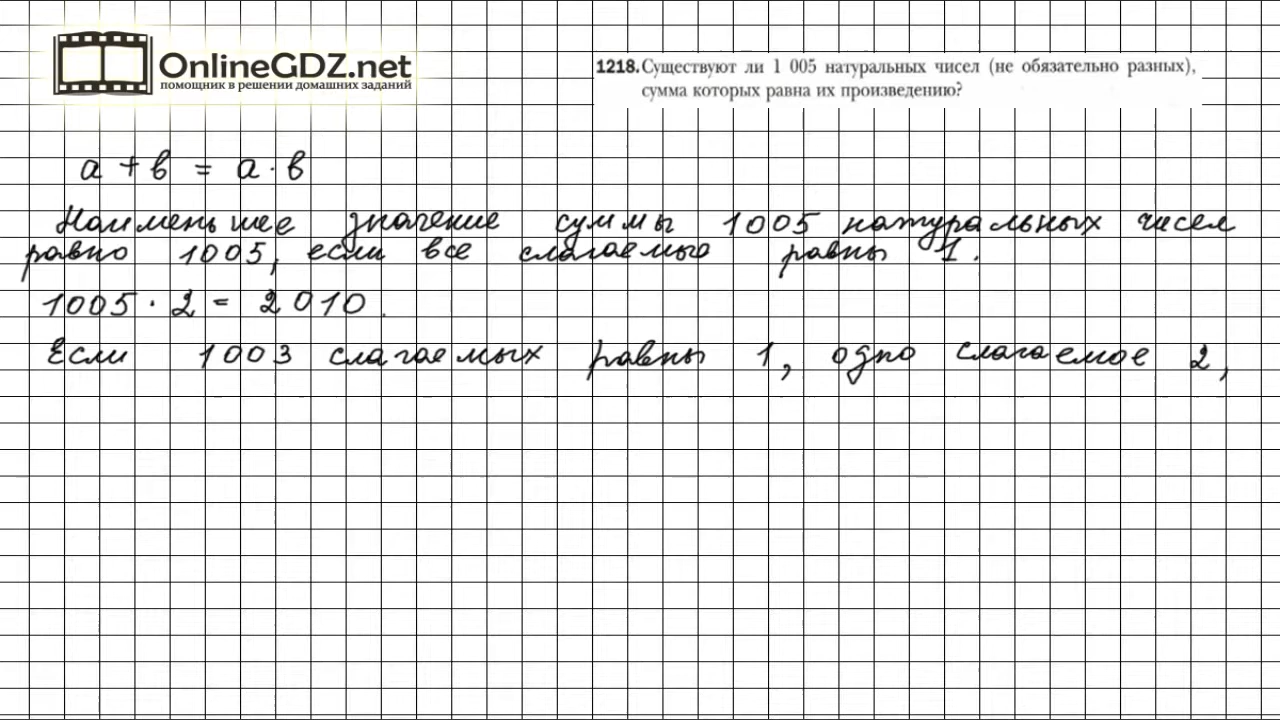 OnlineGDZ.net
помощник в решении домашних заданий
1218. Существуют ли 1 005 натуральных чисел (не обязательно разных),
сумма которых равна их произведению?
а + в = а · в
Наименьшее значение суммы 1005 натуральных чисел
равно 1005, если все слагаемые равны 1.
1005 · 2 = 2010.
Если 1003 слагаемых равны 1, одно слагаемое 2,